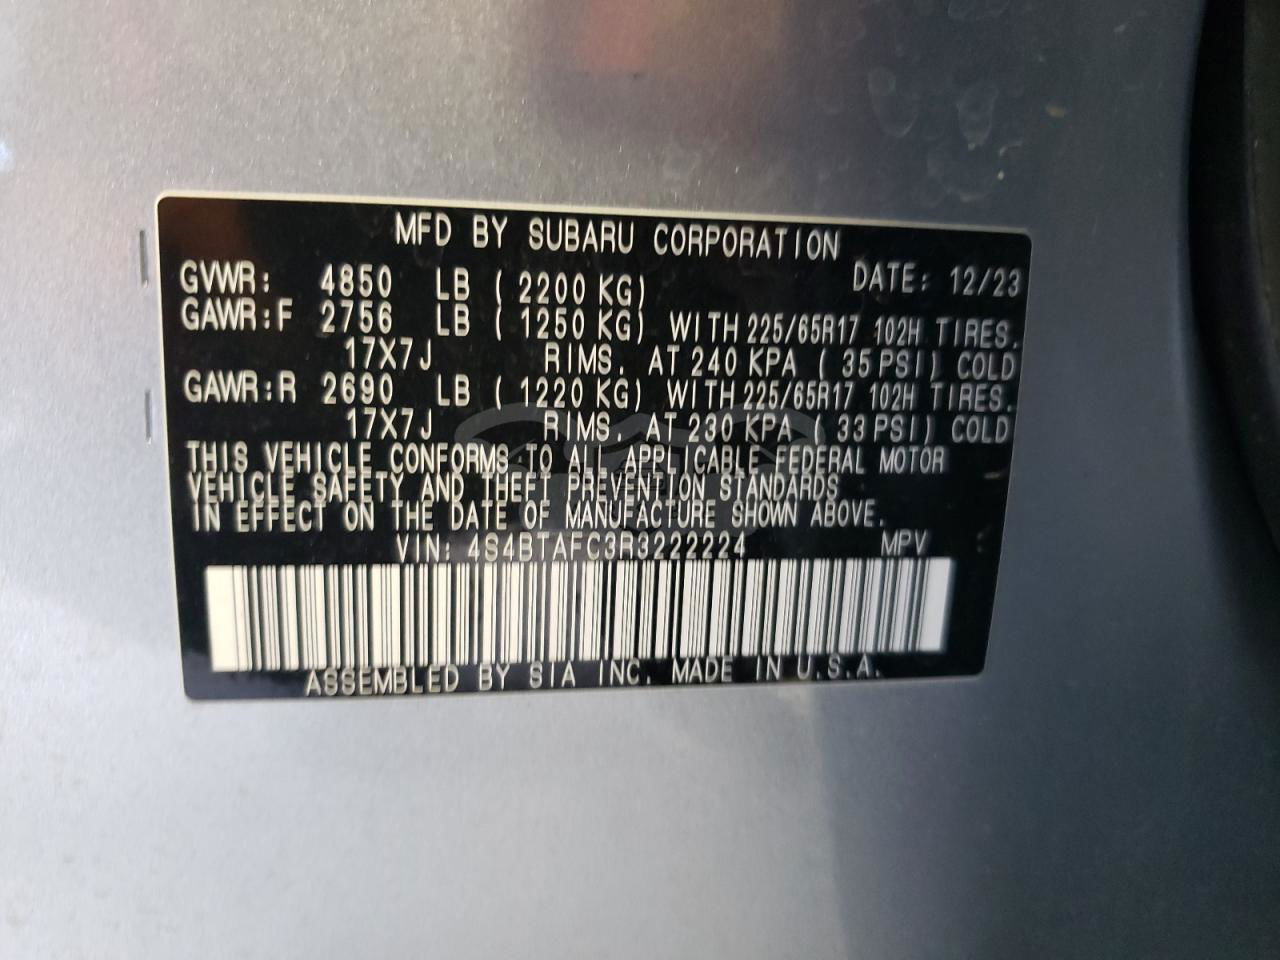 MFD BY SUBARU CORPORATION
GVWR: 4850 LB ( 2200 KG) DATE: 12/23
GAWR:F 2756 LB ( 1250 KG) WITH 225/65R17 102H TIRES.
17X7J RIMS. AT 240 KPA ( 35 PSI) COLD
GAWR:R 2690 LB ( 1220 KG) WITH 225/65R17 102H TIRES.
17X7J RIMS. AT 230 KPA ( 33 PSI) COLD
THIS VEHICLE CONFORMS TO ALL APPLICABLE FEDERAL MOTOR
VEHICLE SAFETY AND THEFT PREVENTION STANDARDS
IN EFFECT ON THE DATE OF MANUFACTURE SHOWN ABOVE.
VIN: 4S4BTAFC3R3222224 MPV
ASSEMBLED BY SIA INC. MADE IN U.S.A.